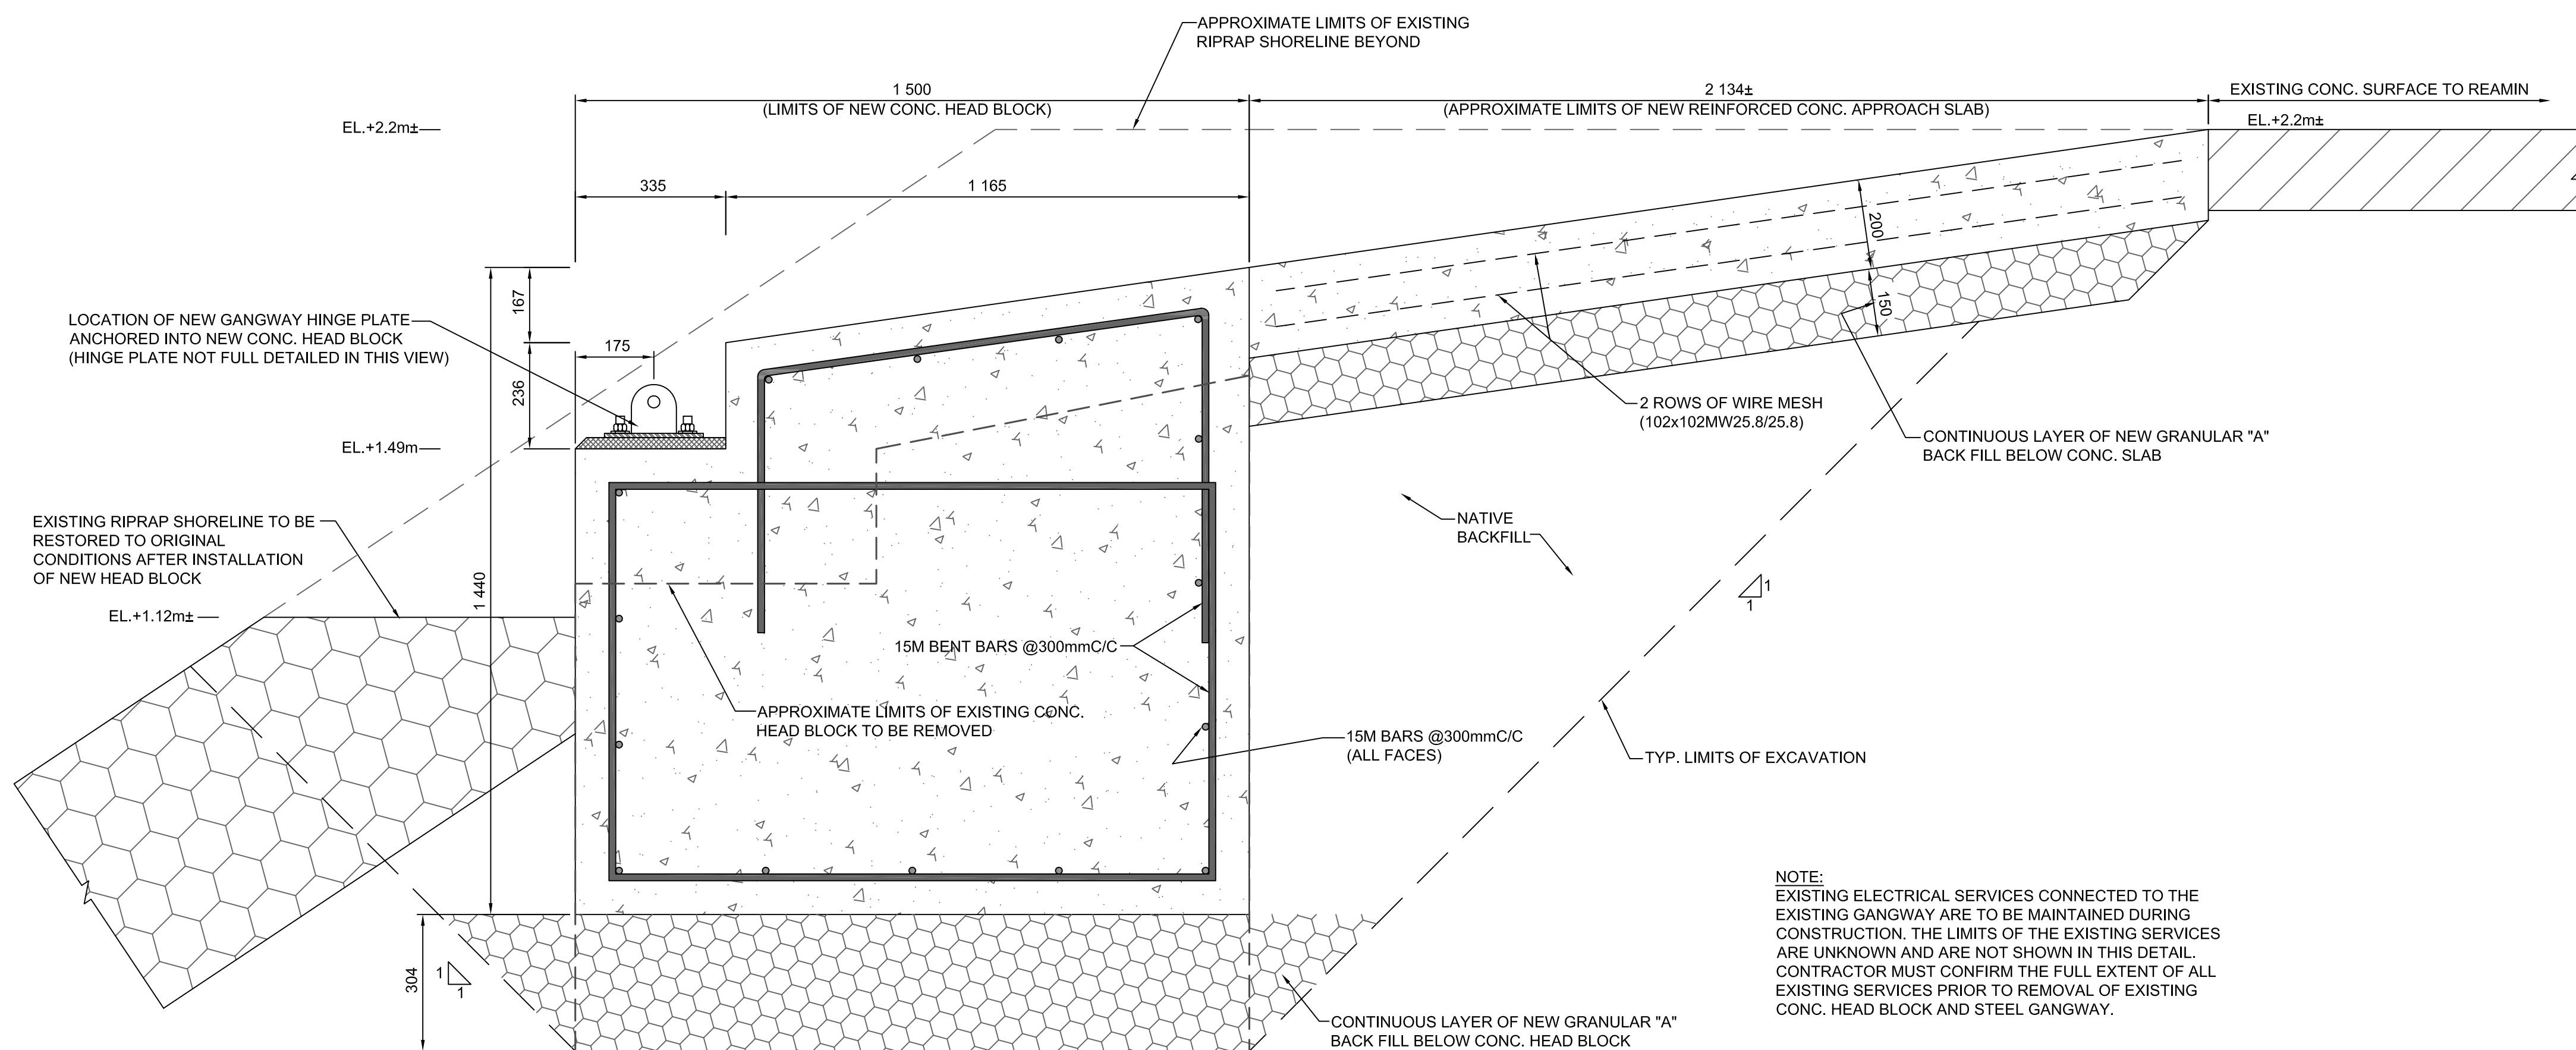 APPROXIMATE LIMITS OF EXISTING
RIPRAP SHORELINE BEYOND
1 500
(LIMITS OF NEW CONC. HEAD BLOCK)
2 134±
(APPROXIMATE LIMITS OF NEW REINFORCED CONC. APPROACH SLAB)
EXISTING CONC. SURFACE TO REAMIN
EL.+2.2m±
EL.+2.2m±
335
1 165
200
150
167
236
175
LOCATION OF NEW GANGWAY HINGE PLATE
ANCHORED INTO NEW CONC. HEAD BLOCK
(HINGE PLATE NOT FULL DETAILED IN THIS VIEW)
EL.+1.49m
2 ROWS OF WIRE MESH
(102x102MW25.8/25.8)
CONTINUOUS LAYER OF NEW GRANULAR "A"
BACK FILL BELOW CONC. SLAB
EXISTING RIPRAP SHORELINE TO BE
RESTORED TO ORIGINAL
CONDITIONS AFTER INSTALLATION
OF NEW HEAD BLOCK
NATIVE
BACKFILL
1
1
1 440
EL.+1.12m±
15M BENT BARS @300mmC/C
APPROXIMATE LIMITS OF EXISTING CONC.
HEAD BLOCK TO BE REMOVED
15M BARS @300mmC/C
(ALL FACES)
TYP. LIMITS OF EXCAVATION
304
1
1
NOTE:
EXISTING ELECTRICAL SERVICES CONNECTED TO THE
EXISTING GANGWAY ARE TO BE MAINTAINED DURING
CONSTRUCTION. THE LIMITS OF THE EXISTING SERVICES
ARE UNKNOWN AND ARE NOT SHOWN IN THIS DETAIL.
CONTRACTOR MUST CONFIRM THE FULL EXTENT OF ALL
EXISTING SERVICES PRIOR TO REMOVAL OF EXISTING
CONC. HEAD BLOCK AND STEEL GANGWAY.
CONTINUOUS LAYER OF NEW GRANULAR "A"
BACK FILL BELOW CONC. HEAD BLOCK